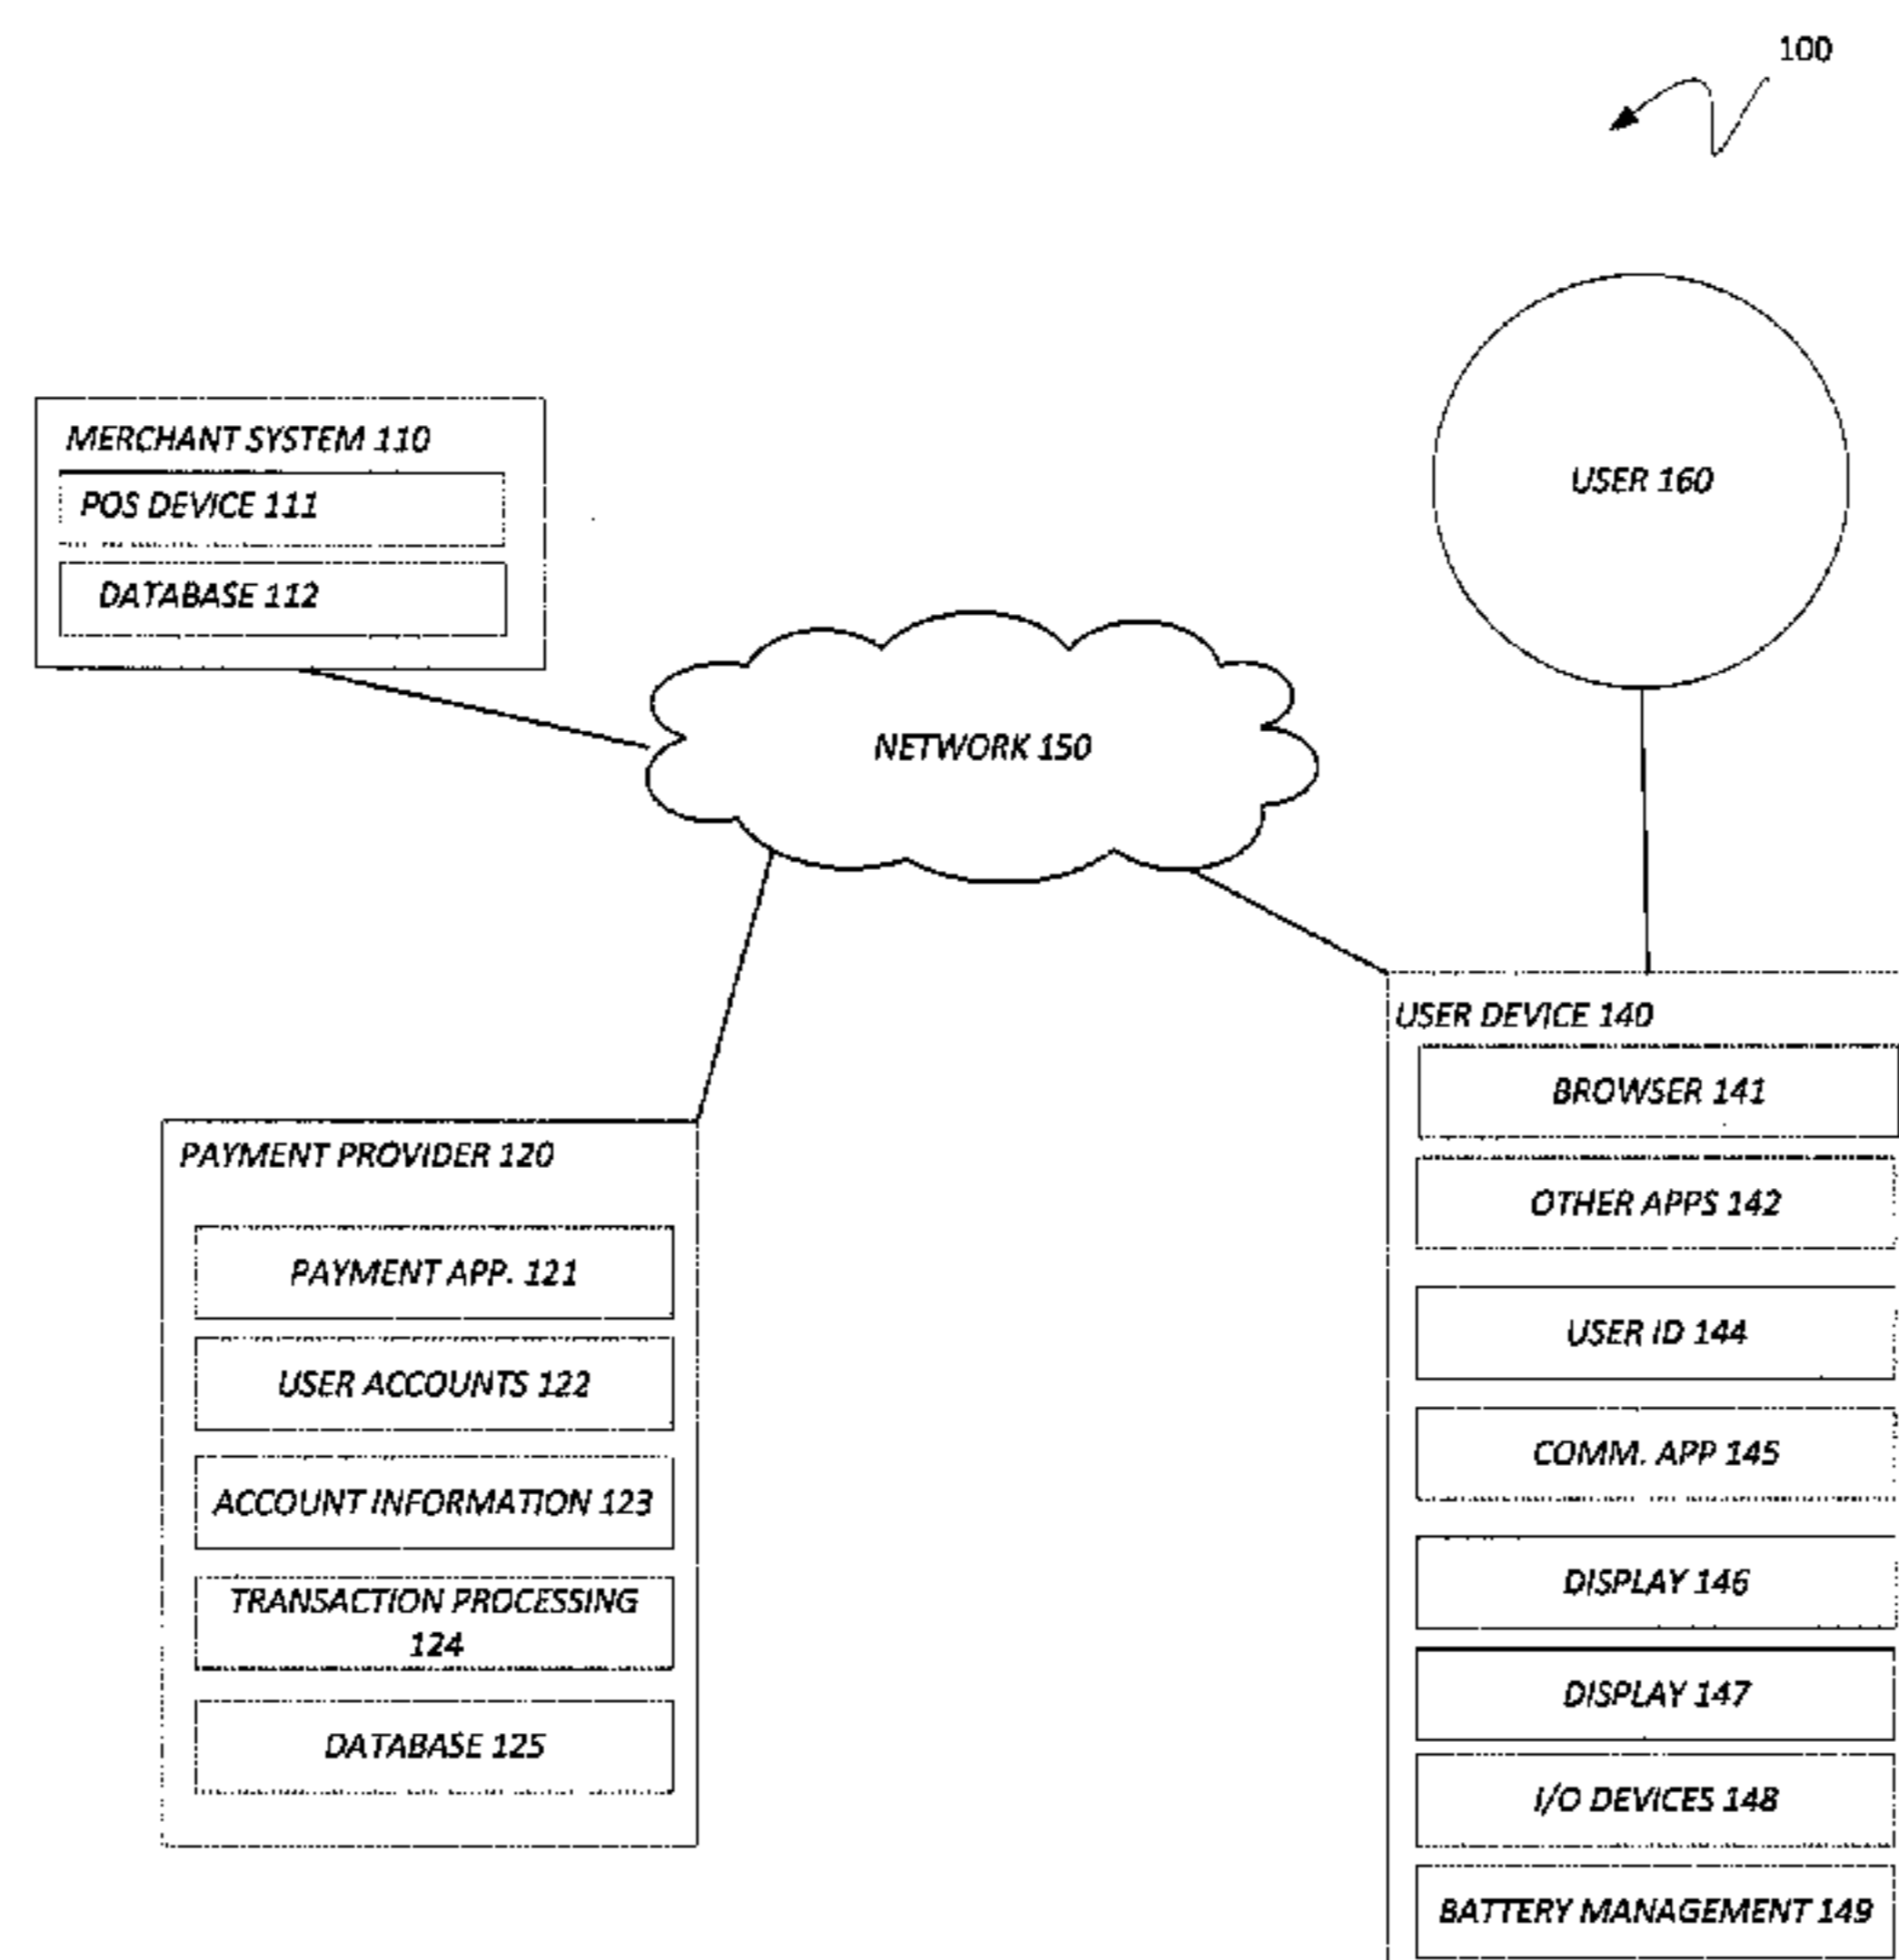 100
MERCHANT SYSTEM 110
POS DEVICE 111
DATABASE 112
USER 160
NETWORK 150
PAYMENT PROVIDER 120
PAYMENT APP. 121
USER ACCOUNTS 122
ACCOUNT INFORMATION 123
TRANSACTION PROCESSING
124
DATABASE 125
USER DEVICE 140
BROWSER 141
OTHER APPS 142
USER ID 144
COMM. APP 145
DISPLAY 146
DISPLAY 147
I/O DEVICES 148
BATTERY MANAGEMENT 149